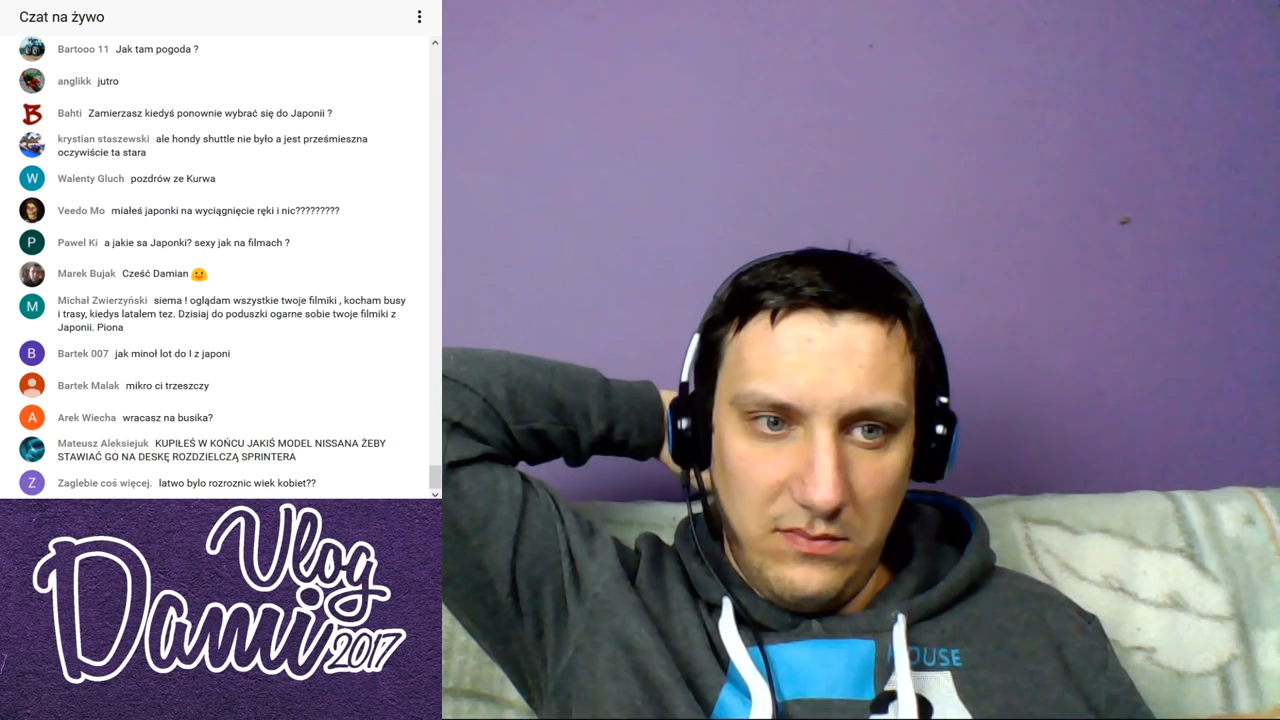 Czat na żywo
Bartooo 11 Jak tam pogoda ?
anglikk jutro
Bahti Zamierzasz kiedyś ponownie wybrać się do Japonii ?
krystian staszewski ale hondy shuttle nie było a jest prześmieszna
oczywiście ta stara
W Walenty Gluch pozdrów ze Kurwa
Veedo Mo miałeś japonki na wyciągnięcie ręki i nic?????????
P Pawel Ki a jakie sa Japonki? sexy jak na filmach ?
Marek Bujak Cześć Damian
M Michał Zwierzyński siema ! oglądam wszystkie twoje filmiki , kocham busy
i trasy, kiedys latalem tez. Dzisiaj do poduszki ogarne sobie twoje filmiki z
Japonii. Piona
B Bartek 007 jak minoł lot do I z japoni
Bartek Malak mikro ci trzeszczy
A Arek Wiecha wracasz na busika?
Mateusz Aleksiejuk KUPIŁEŚ W KOŃCU JAKIŚ MODEL NISSANA ŻEBY
STAWIAĆ GO NA DESKĘ ROZDZIELCZĄ SPRINTERA
Z Zaglebie coś więcej. latwo bylo rozroznic wiek kobiet??
Vlog
Dami
2017
HOUSE